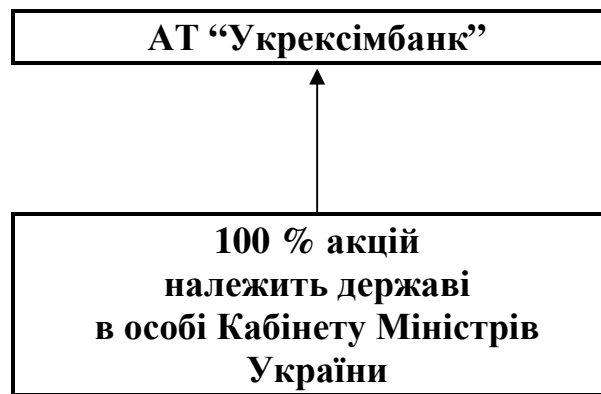 АТ “Укрексімбанк”
100 % акцій
належить державі
в особі Кабінету Міністрів
України